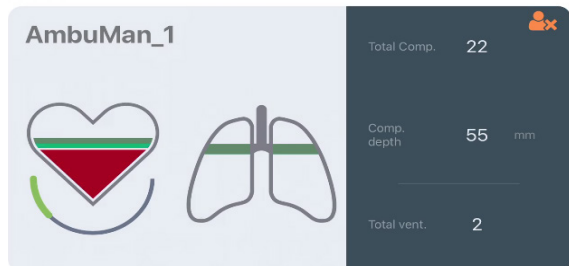 AmbuMan_1
Total Comp. 22
Comp. depth 55 mm
Total vent. 2